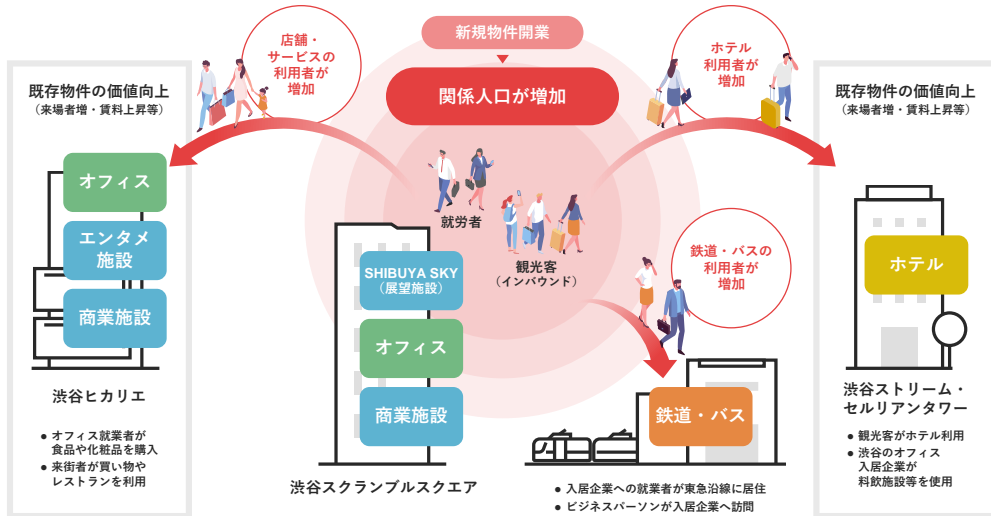 新規物件開業
関係人口が増加
店舗・
サービスの
利用者が
増加
ホテル
利用者が
増加
既存物件の価値向上
（来場者増・賃料上昇等）
オフィス
エンタメ
施設
商業施設
渋谷ヒカリエ
● オフィス就業者が
食品や化粧品を購入
● 来街者が買い物や
レストランを利用
就労者
観光客
（インバウンド）
SHIBUYA SKY
（展望施設）
オフィス
商業施設
渋谷スクランブルスクエア
鉄道・バスの
利用者が
増加
鉄道・バス
● 入居企業への就業者が東急沿線に居住
● ビジネスパーソンが入居企業へ訪問
既存物件の価値向上
（来場者増・賃料上昇等）
ホテル
渋谷ストリーム・
セルリアンタワー
● 観光客がホテル利用
● 渋谷のオフィス
入居企業が
料飲施設等を使用